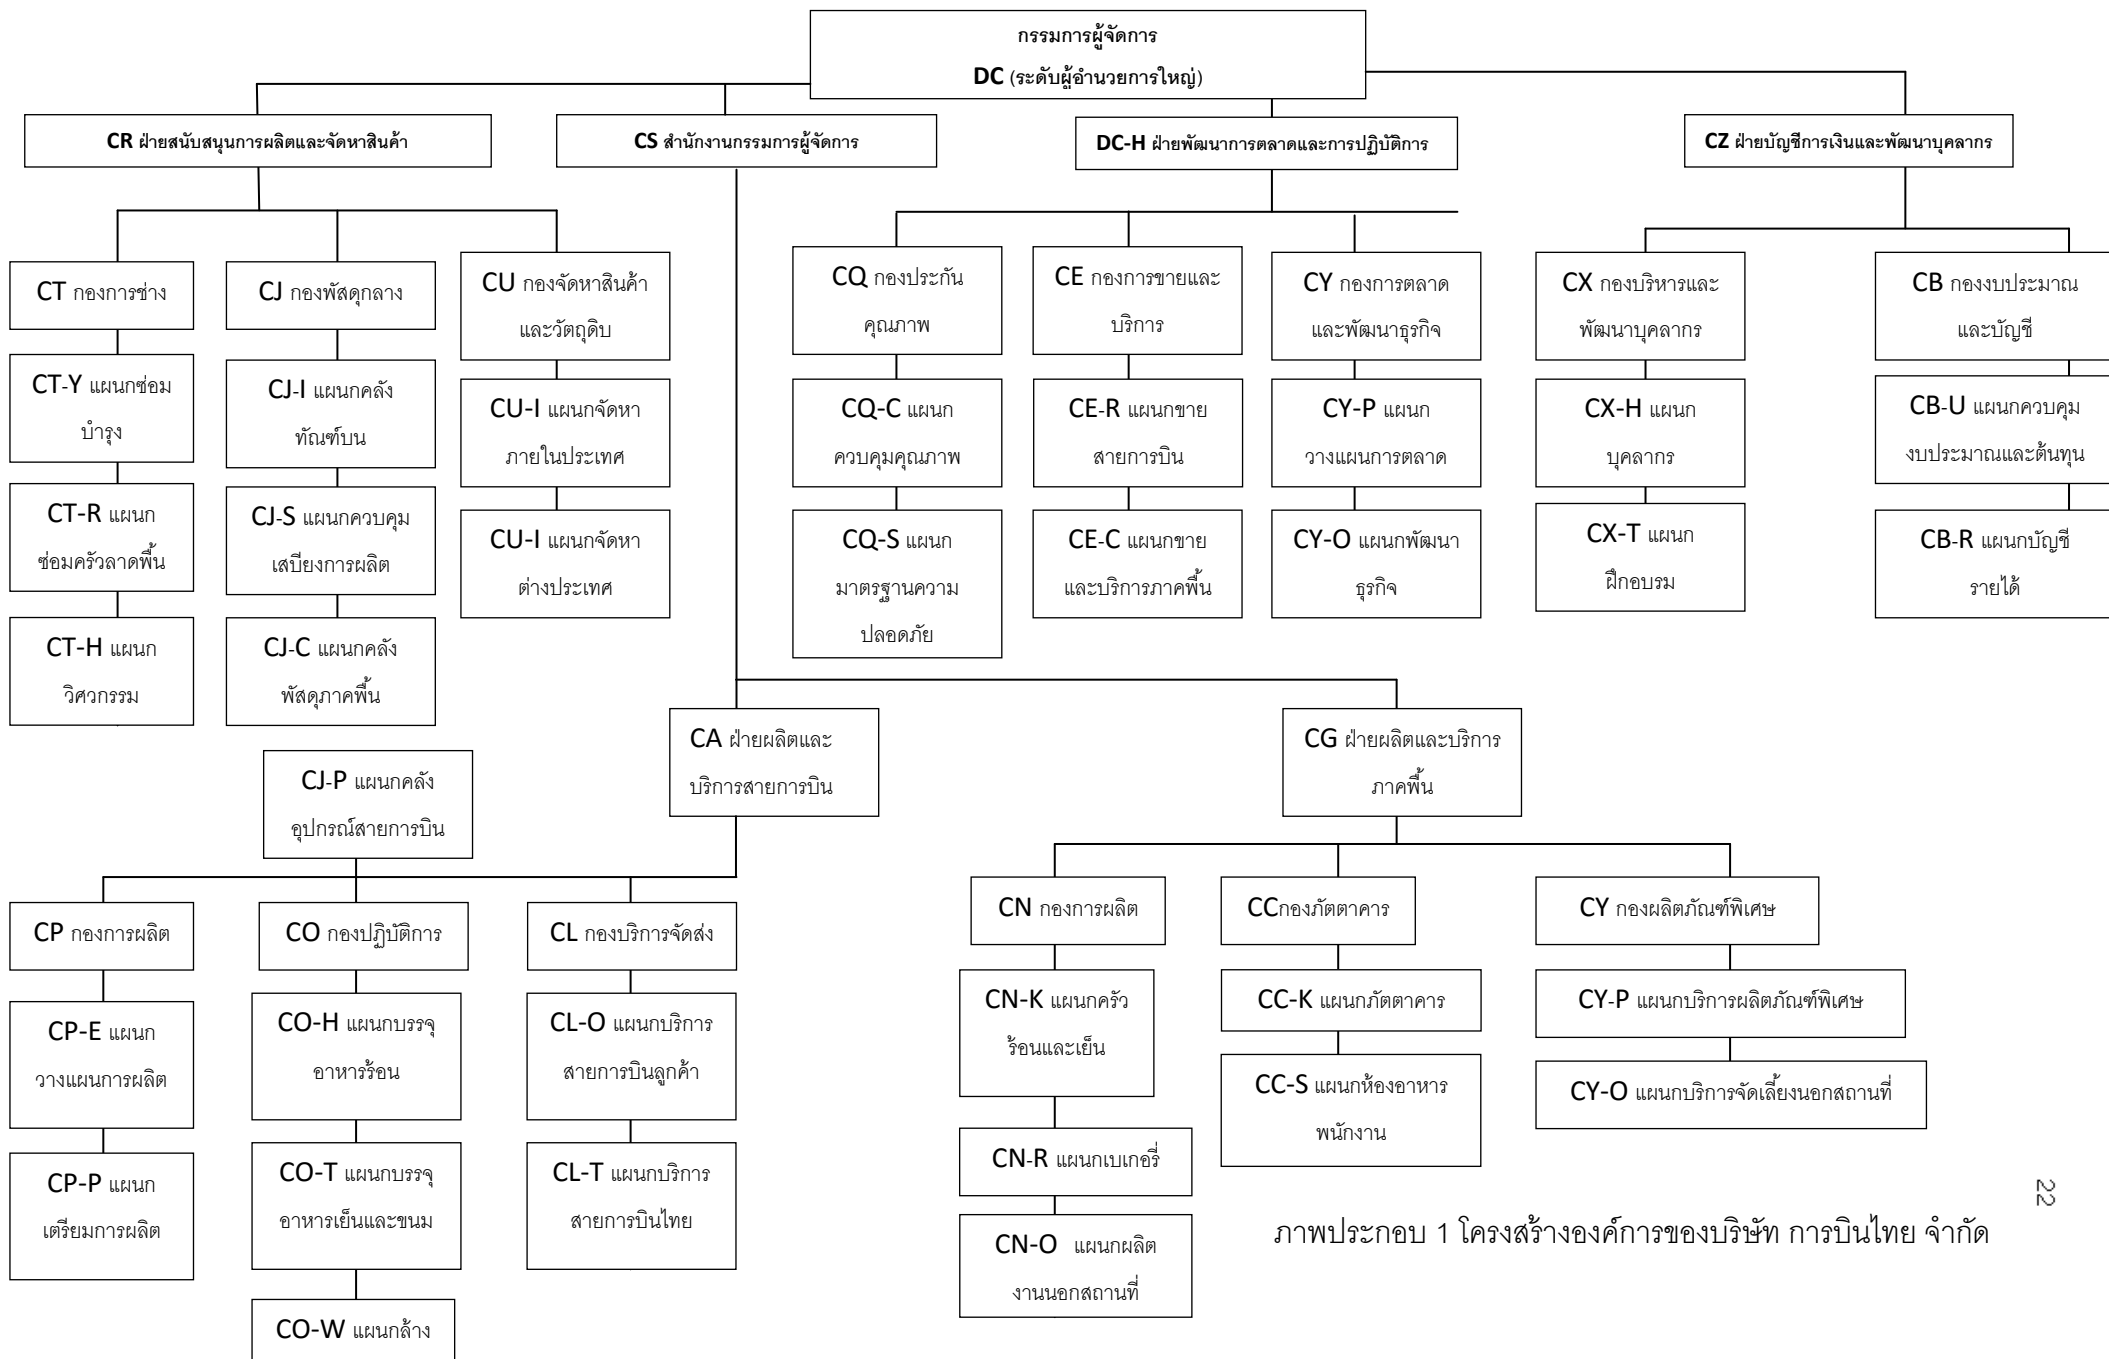 กรรมการผู้จัดการ
DC (ระดับผู้อำนวยการใหญ่)
CR ฝ่ายสนับสนุนการผลิตและจัดหาสินค้า
CS สำนักงานกรรมการผู้จัดการ
DC-H ฝ่ายพัฒนาการตลาดและการปฏิบัติการ
CZ ฝ่ายบัญชีการเงินและพัฒนาบุคลากร
CT กองการช่าง
CJ กองพัสดุกลาง
CU กองจัดหาสินค้า
และวัตถุดิบ
CQ กองประกัน
คุณภาพ
CE กองการขายและ
บริการ
CY กองการตลาด
และพัฒนาธุรกิจ
CX กองบริหารและ
พัฒนาบุคลากร
CB กองงบประมาณ
และบัญชี
CT-Y แผนกซ่อม
บำรุง
CJ-I แผนกคลัง
ทัณฑ์บน
CU-I แผนกจัดหา
ภายในประเทศ
CQ-C แผนก
ควบคุมคุณภาพ
CE-R แผนกขาย
สายการบิน
CY-P แผนก
วางแผนการตลาด
CX-H แผนก
บุคลากร
CB-U แผนกควบคุม
งบประมาณและต้นทุน
CT-R แผนก
ซ่อมครัวลาดพื้น
CJ-S แผนกควบคุม
เสบียงการผลิต
CU-I แผนกจัดหา
ต่างประเทศ
CQ-S แผนก
มาตรฐานความ
ปลอดภัย
CE-C แผนกขาย
และบริการภาคพื้น
CY-O แผนกพัฒนา
ธุรกิจ
CX-T แผนก
ฝึกอบรม
CB-R แผนกบัญชี
รายได้
CT-H แผนก
วิศวกรรม
CJ-C แผนกคลัง
พัสดุภาคพื้น
CJ-P แผนกคลัง
อุปกรณ์สายการบิน
CA ฝ่ายผลิตและ
บริการสายการบิน
CG ฝ่ายผลิตและบริการ
ภาคพื้น
CP กองการผลิต
CO กองปฏิบัติการ
CL กองบริการจัดส่ง
CN กองการผลิต
CCกองภัตตาคาร
CY กองผลิตภัณฑ์พิเศษ
CP-E แผนก
วางแผนการผลิต
CO-H แผนกบรรจุ
อาหารร้อน
CL-O แผนกบริการ
สายการบินลูกค้า
CN-K แผนกครัว
ร้อนและเย็น
CC-K แผนกภัตตาคาร
CY-P แผนกบริการผลิตภัณฑ์พิเศษ
CP-P แผนก
เตรียมการผลิต
CO-T แผนกบรรจุ
อาหารเย็นและขนม
CL-T แผนกบริการ
สายการบินไทย
CN-R แผนกเบเกอรี่
CC-S แผนกห้องอาหาร
พนักงาน
CY-O แผนกบริการจัดเลี้ยงนอกสถานที่
CO-W แผนกล้าง
CN-O แผนกผลิต
งานนอกสถานที่
ภาพประกอบ 1 โครงสร้างองค์การของบริษัท การบินไทย จำกัด
22